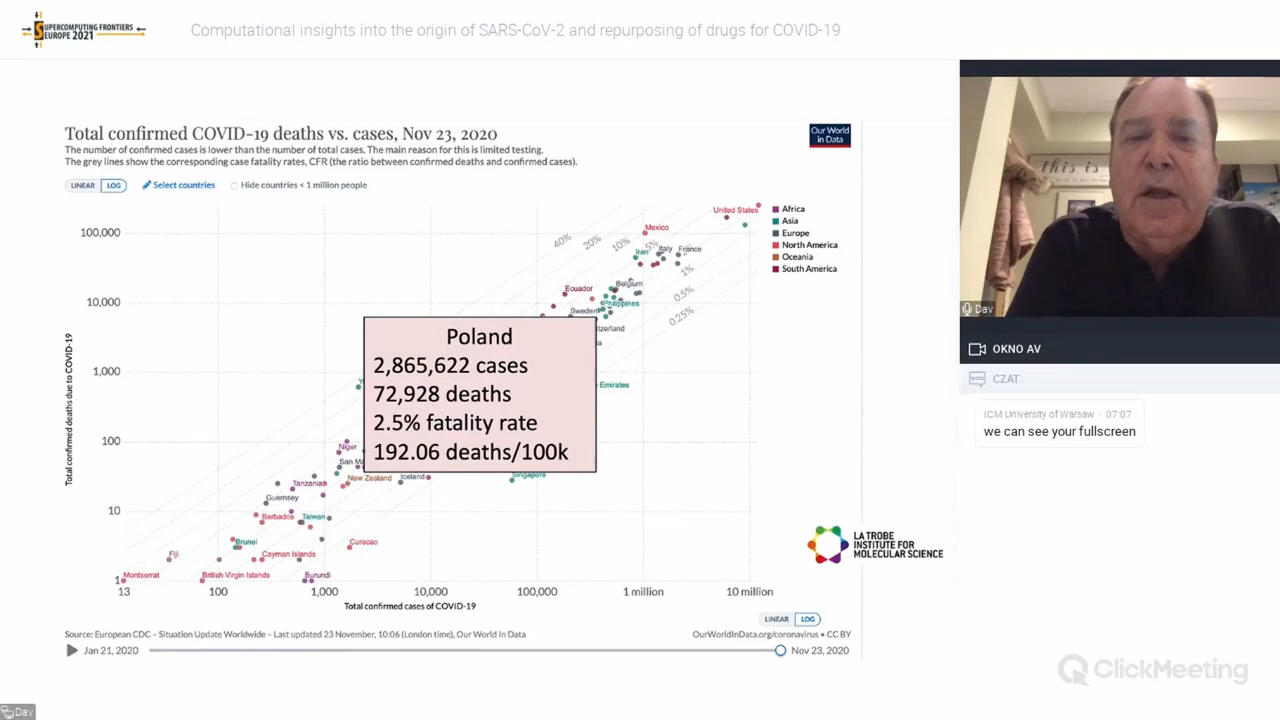 SUPERCOMPUTING FRONTIERS
EUROPE 2021
Computational insights into the origin of SARS-CoV-2 and repurposing of drugs for COVID-19
Total confirmed COVID-19 deaths vs. cases, Nov 23, 2020
The number of confirmed cases is lower than the number of total cases. The main reason for this is limited testing.
The grey lines show the corresponding case fatality rates, CFR (the ratio between confirmed deaths and confirmed cases).
Our World
in Data
LINEAR LOG Select countries Hide countries < 1 million people
Africa
Asia
Europe
North America
Oceania
South America
United States
Mexico
100,000
40% 20% 10% 5%
Iran Italy France
1%
Belgium
0.5%
Ecuador
10,000
Philippines
Sweden
0.25%
itzerland
Poland
2,865,622 cases
72,928 deaths
2.5% fatality rate
192.06 deaths/100k
1,000
Y
Emirates
100
Niger
San Ma
Tanzania New Zealand Iceland Singapore
Guernsey
10
Barbados Taiwan
Brunei Curacao
Fiji Cayman Islands
1
Montserrat British Virgin Islands Burundi
Total confirmed deaths due to COVID-19
13 100 1,000 10,000 100,000 1 million 10 million
Total confirmed cases of COVID-19
LINEAR LOG
Source: European CDC – Situation Update Worldwide – Last updated 23 November, 10:06 (London time), Our World In Data
OurWorldInData.org/coronavirus • CC BY
Jan 21, 2020 Nov 23, 2020
LA TROBE
INSTITUTE FOR
MOLECULAR SCIENCE
this is
Dav
OKNO AV
CZAT
ICM University of Warsaw · 07:07
we can see your fullscreen
ClickMeeting
Dav